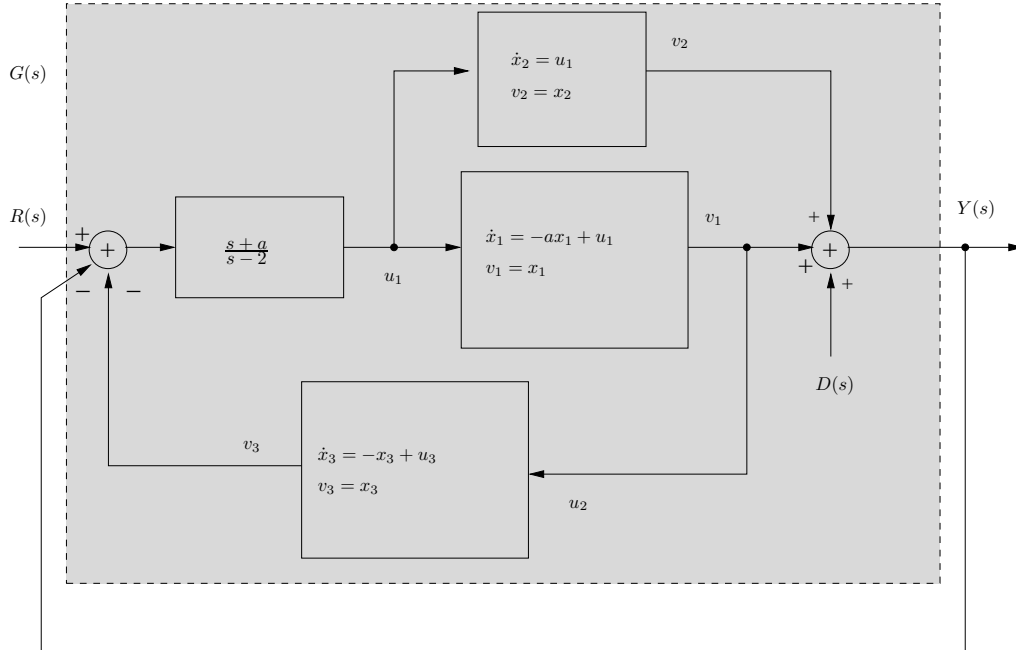 v₂
ẋ₂ = u₁
v₂ = x₂
G(s)
R(s)
+
+
s + a
s − 2
u₁
ẋ₁ = −ax₁ + u₁
v₁ = x₁
v₁
+
+
+
+
Y(s)
− −
D(s)
v₃
ẋ₃ = −x₃ + u₃
v₃ = x₃
u₂